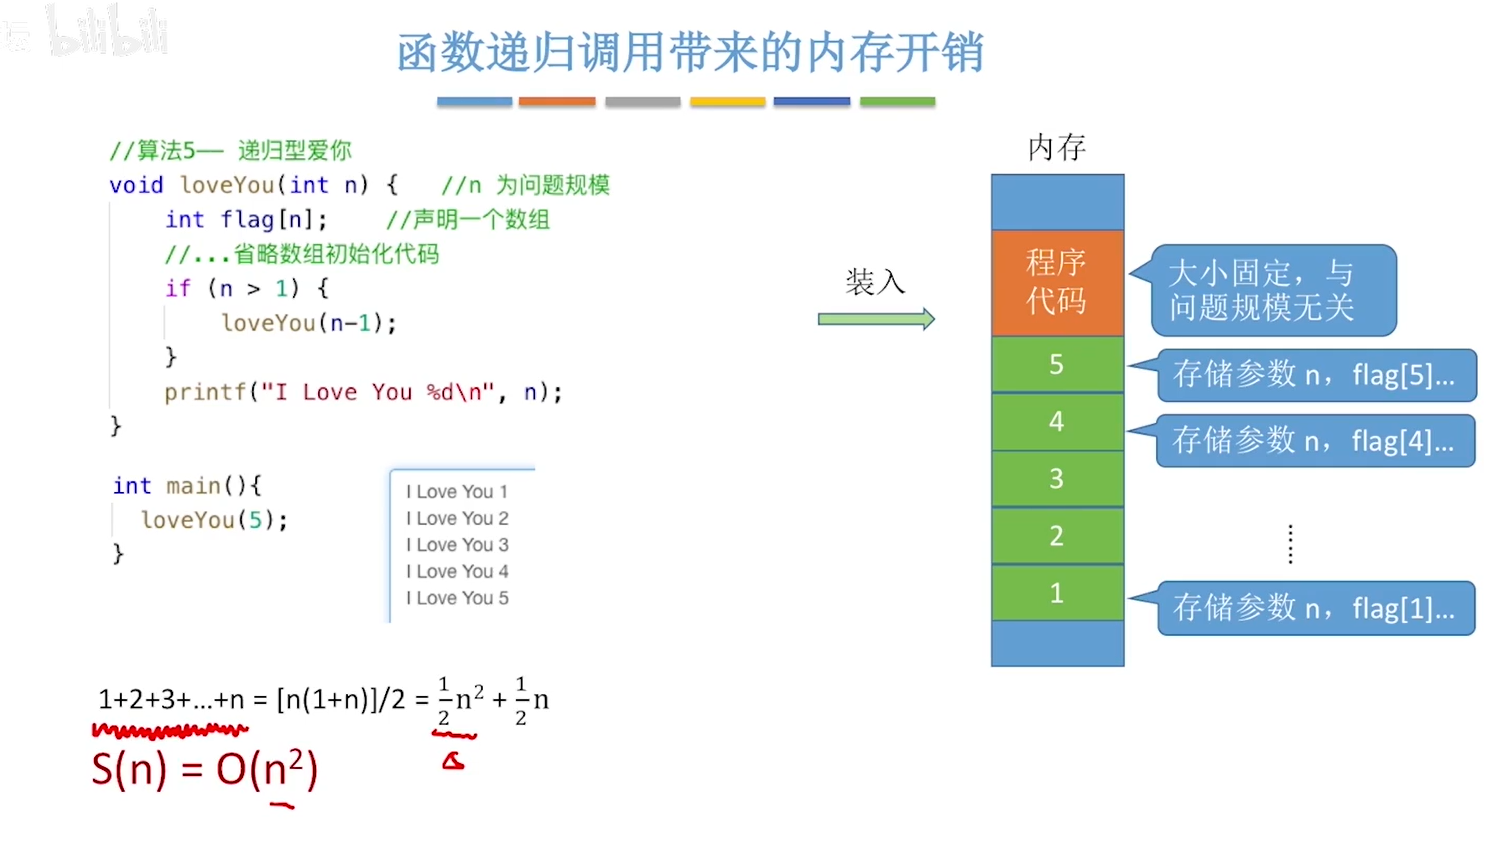 bilibili
函数递归调用带来的内存开销
//算法5—— 递归型爱你
void loveYou(int n) { //n 为问题规模
int flag[n]; //声明一个数组
//...省略数组初始化代码
if (n > 1) {
loveYou(n-1);
}
printf("I Love You %d\n", n);
}
int main(){
loveYou(5);
}
I Love You 1
I Love You 2
I Love You 3
I Love You 4
I Love You 5
1+2+3+...+n = [n(1+n)]/2 = 1/2 n² + 1/2 n
S(n) = O(n²)
装入
内存
程序
代码
5
4
3
2
1
大小固定，与
问题规模无关
存储参数 n，flag[5]...
存储参数 n，flag[4]...
......
存储参数 n，flag[1]...